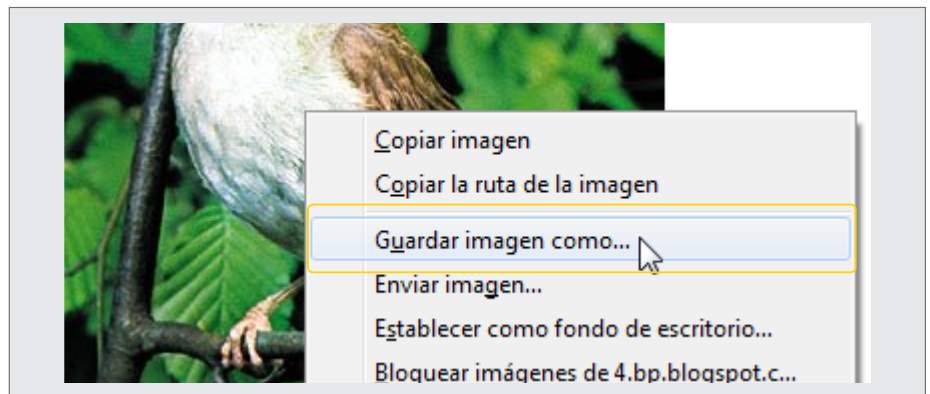 Copiar imagen
Copiar la ruta de la imagen
Guardar imagen como...
Enviar imagen...
Establecer como fondo de escritorio...
Bloquear imágenes de 4.bp.blogspot.c...